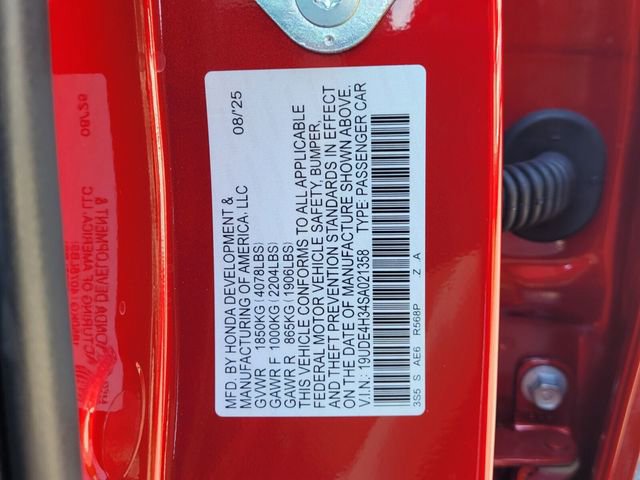 MFD. BY HONDA DEVELOPMENT & 08/25
MANUFACTURING OF AMERICA, LLC
GVWR 1850KG(4078LBS)
GAWR F 1000KG(2204LBS)
GAWR R 865KG(1906LBS)
THIS VEHICLE CONFORMS TO ALL APPLICABLE
FEDERAL MOTOR VEHICLE SAFETY, BUMPER,
AND THEFT PREVENTION STANDARDS IN EFFECT
ON THE DATE OF MANUFACTURE SHOWN ABOVE.
V.I.N.: 19UDE4H34SA021358 TYPE: PASSENGER CAR
3S5 S AE6 R568P Z A